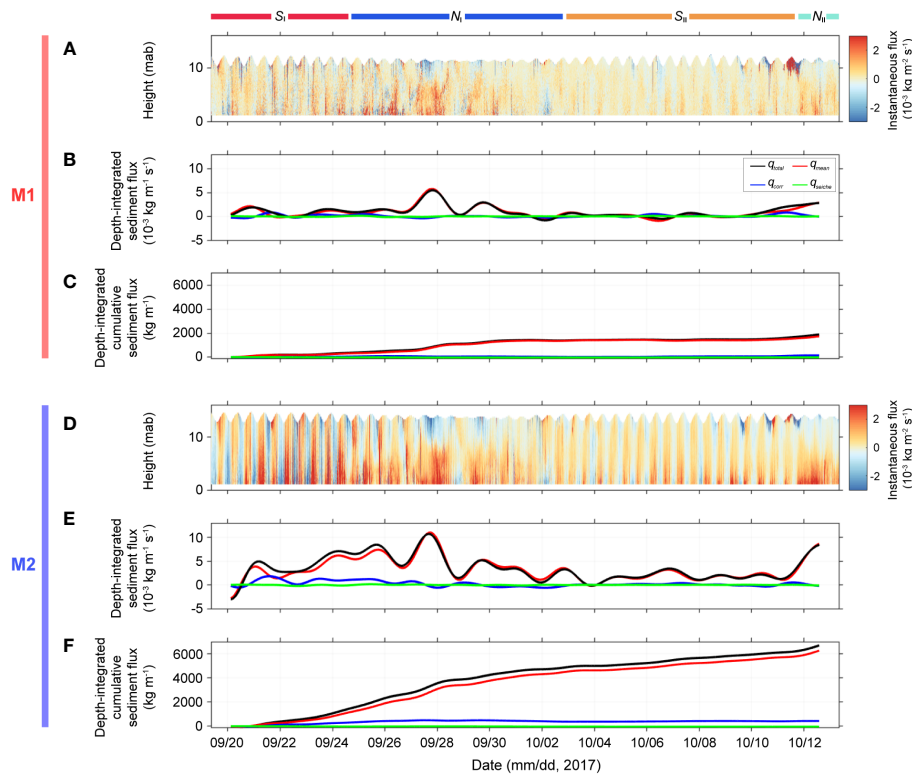 S_I N_I S_II N_II
M1
A
Height (mab)
10
0
2
0
-2
Instantaneous flux
(10⁻³ kg m⁻² s⁻¹)
B
Depth-integrated
sediment flux
(10⁻³ kg m⁻¹ s⁻¹)
10
5
0
-5
q_total q_mean
q_corr q_seiche
C
Depth-integrated
cumulative
sediment flux
(kg m⁻¹)
6000
4000
2000
0
M2
D
Height (mab)
10
0
2
0
-2
Instantaneous flux
(10⁻³ kg m⁻² s⁻¹)
E
Depth-integrated
sediment flux
(10⁻³ kg m⁻¹ s⁻¹)
10
5
0
-5
F
Depth-integrated
cumulative
sediment flux
(kg m⁻¹)
6000
4000
2000
0
09/20 09/22 09/24 09/26 09/28 09/30 10/02 10/04 10/06 10/08 10/10 10/12
Date (mm/dd, 2017)